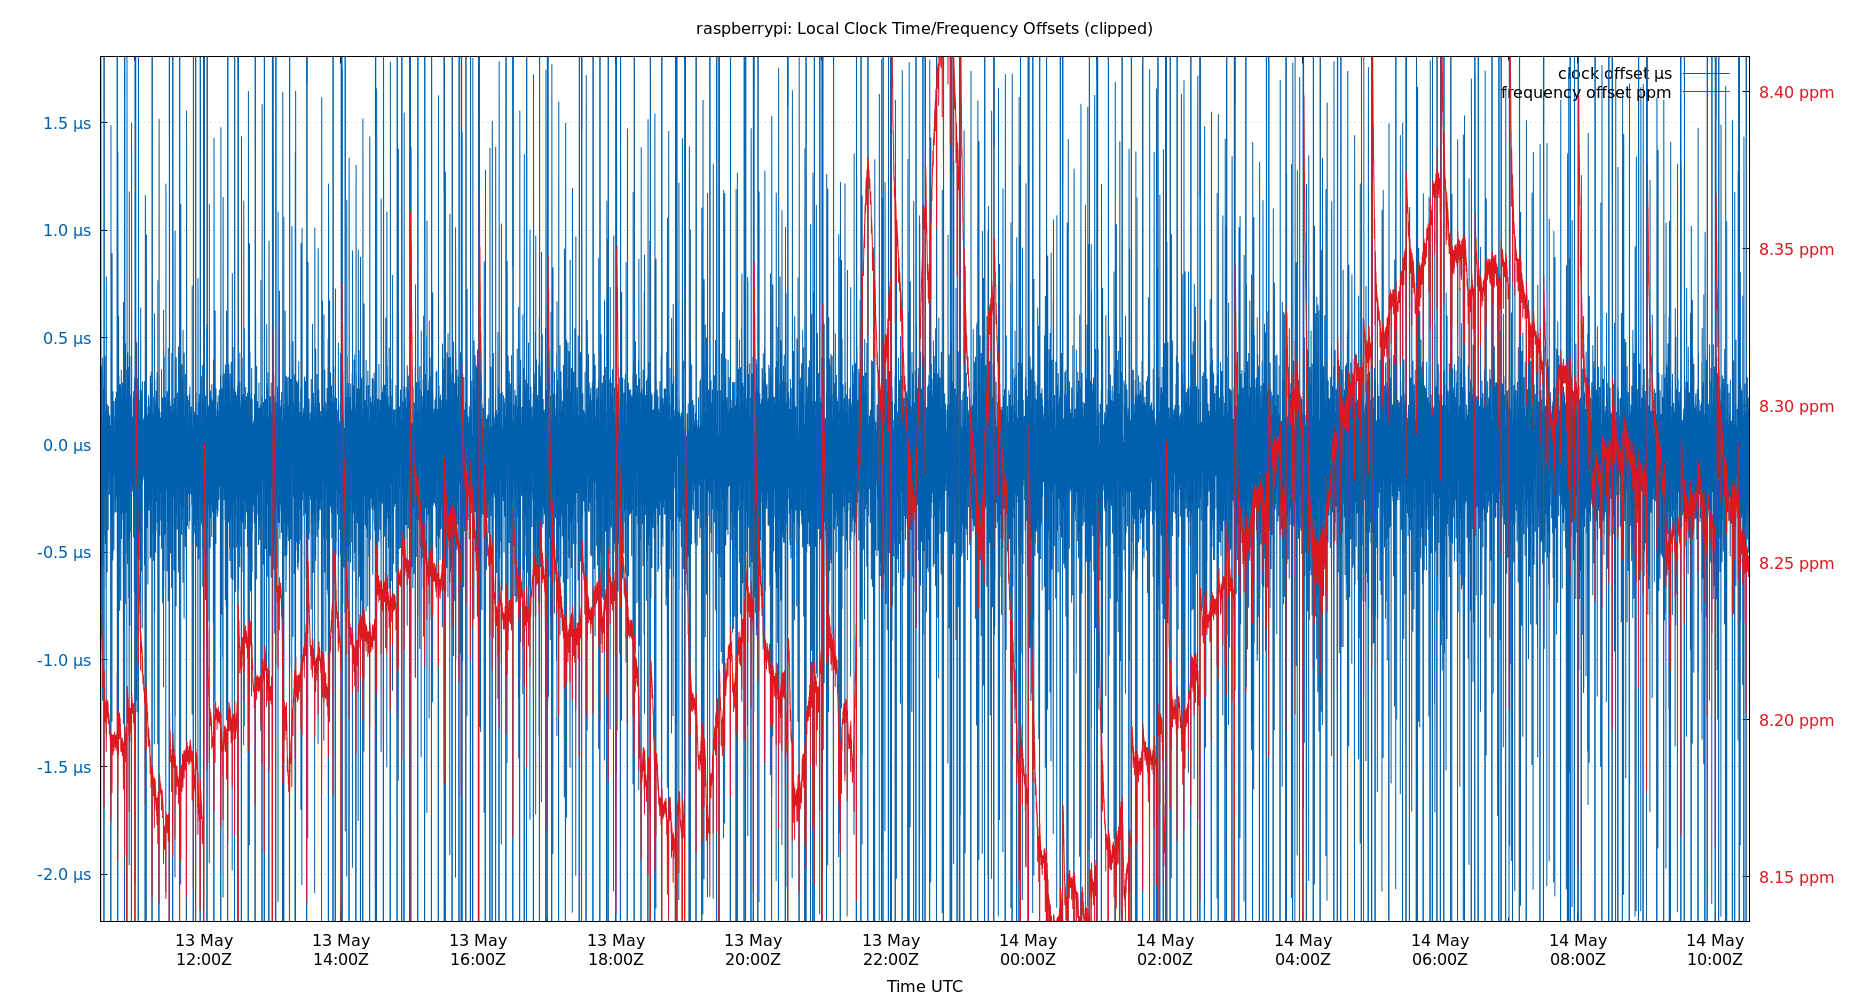 raspberrypi: Local Clock Time/Frequency Offsets (clipped)
clock offset µs
frequency offset ppm
1.5 µs
1.0 µs
0.5 µs
0.0 µs
-0.5 µs
-1.0 µs
-1.5 µs
-2.0 µs
8.40 ppm
8.35 ppm
8.30 ppm
8.25 ppm
8.20 ppm
8.15 ppm
13 May
12:00Z
13 May
14:00Z
13 May
16:00Z
13 May
18:00Z
13 May
20:00Z
13 May
22:00Z
14 May
00:00Z
14 May
02:00Z
14 May
04:00Z
14 May
06:00Z
14 May
08:00Z
14 May
10:00Z
Time UTC